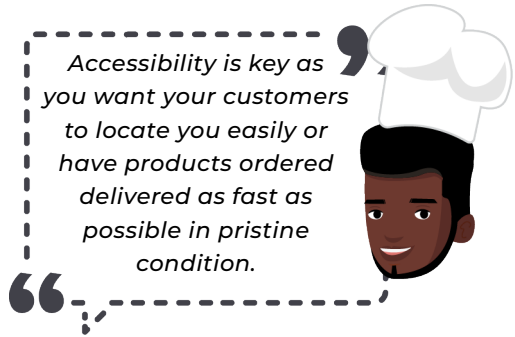 Accessibility is key as
you want your customers
to locate you easily or
have products ordered
delivered as fast as
possible in pristine
condition.